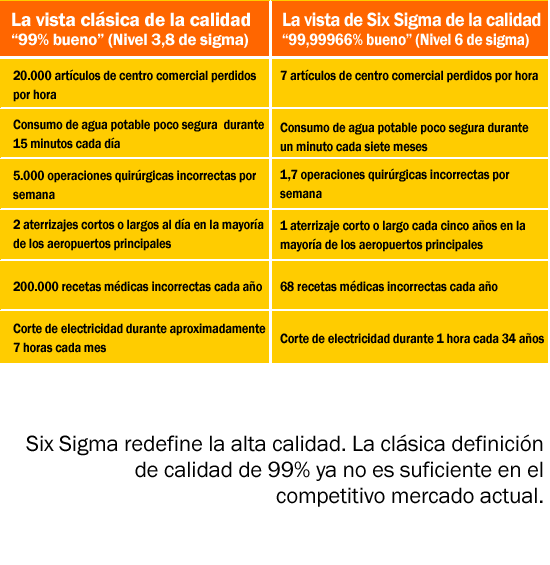 La vista clásica de la calidad
“99% bueno” (Nivel 3,8 de sigma)
La vista de Six Sigma de la calidad
“99,99966% bueno” (Nivel 6 de sigma)
20.000 artículos de centro comercial perdidos
por hora
7 artículos de centro comercial perdidos por hora
Consumo de agua potable poco segura durante
15 minutos cada día
Consumo de agua potable poco segura durante
un minuto cada siete meses
5.000 operaciones quirúrgicas incorrectas por
semana
1,7 operaciones quirúrgicas incorrectas por
semana
2 aterrizajes cortos o largos al día en la mayoría
de los aeropuertos principales
1 aterrizaje corto o largo cada cinco años en la
mayoría de los aeropuertos principales
200.000 recetas médicas incorrectas cada año
68 recetas médicas incorrectas cada año
Corte de electricidad durante aproximadamente
7 horas cada mes
Corte de electricidad durante 1 hora cada 34 años
Six Sigma redefine la alta calidad. La clásica definición
de calidad de 99% ya no es suficiente en el
competitivo mercado actual.